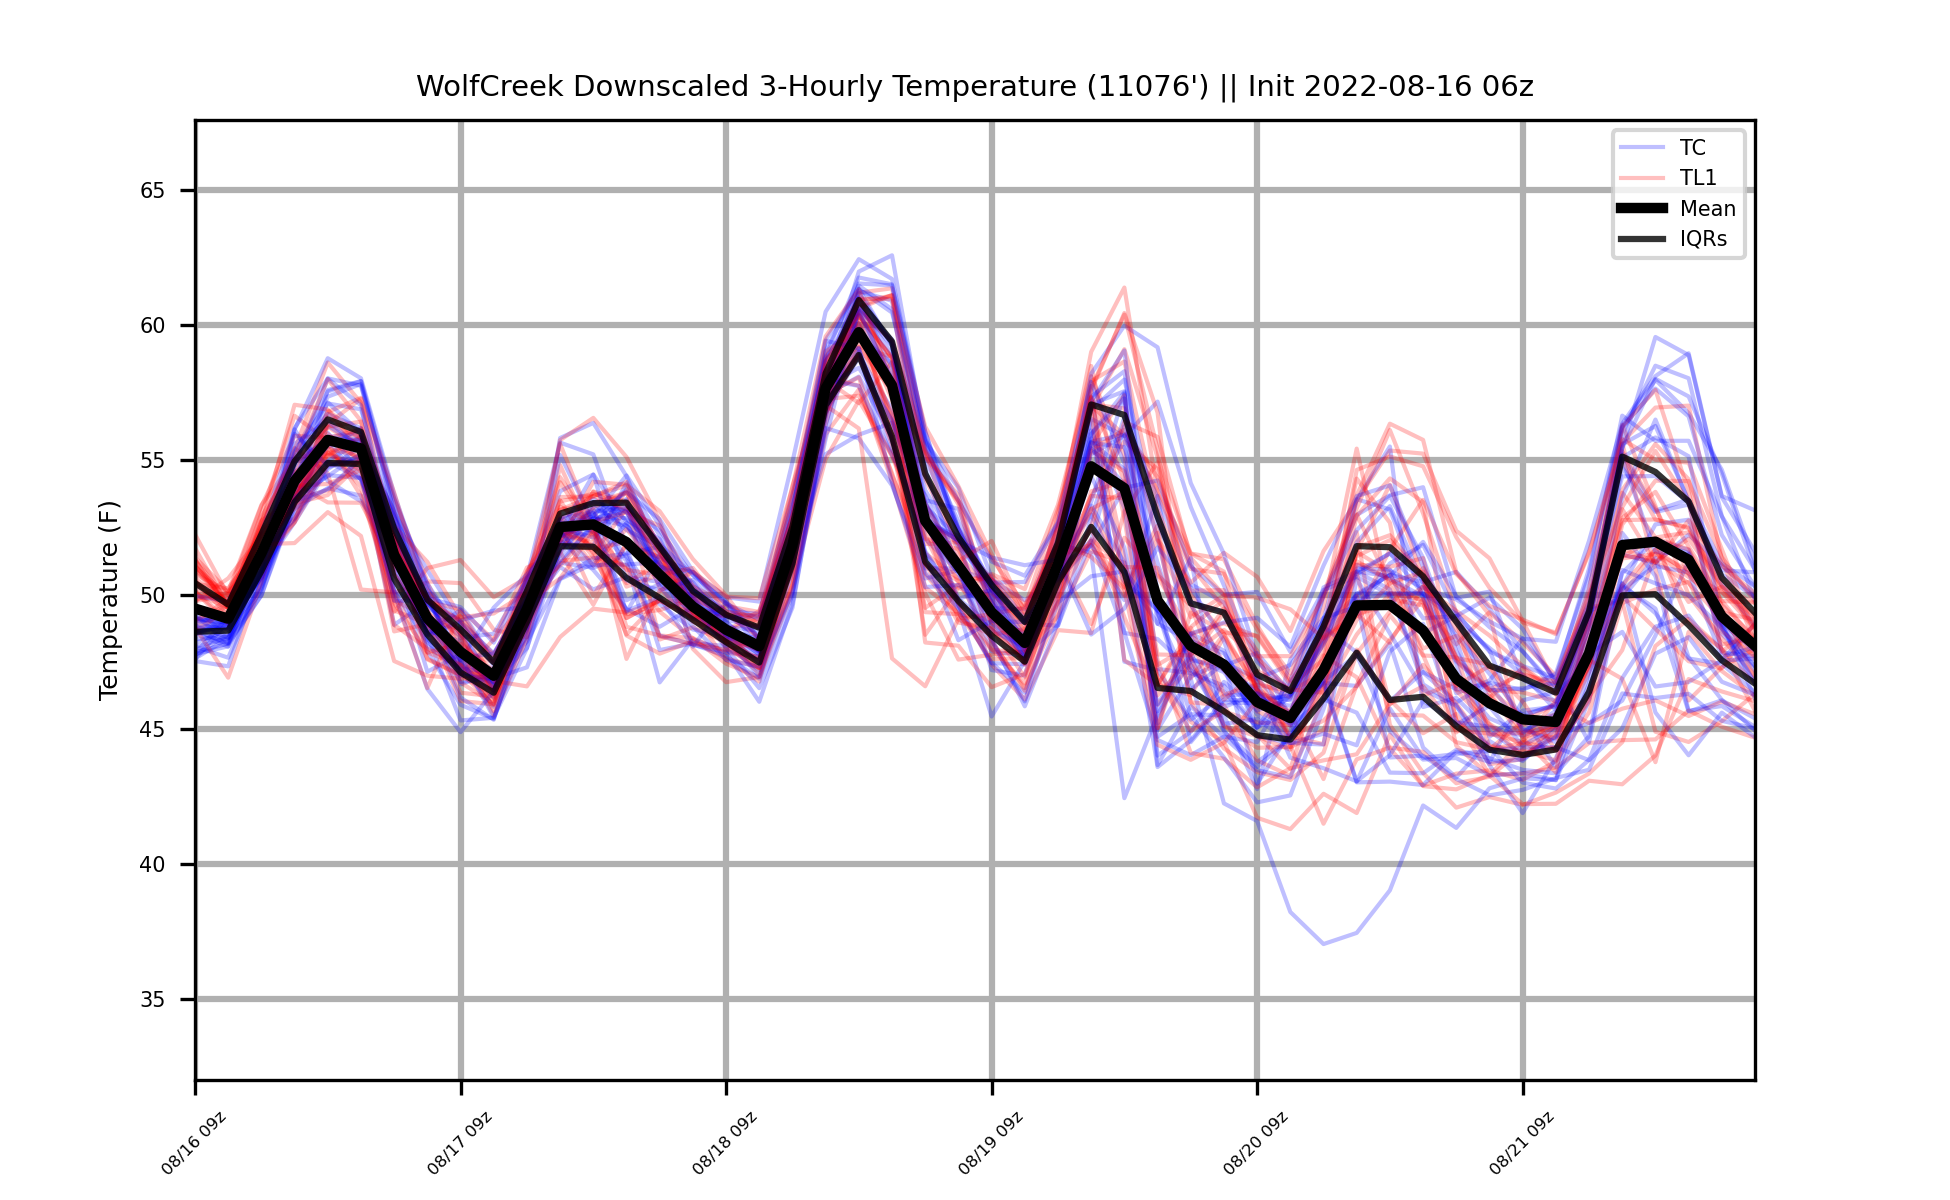 WolfCreek Downscaled 3-Hourly Temperature (11076') || Init 2022-08-16 06z
TC
TL1
Mean
IQRs
Temperature (F)
65
60
55
50
45
40
35
08/16 09z
08/17 09z
08/18 09z
08/19 09z
08/20 09z
08/21 09z